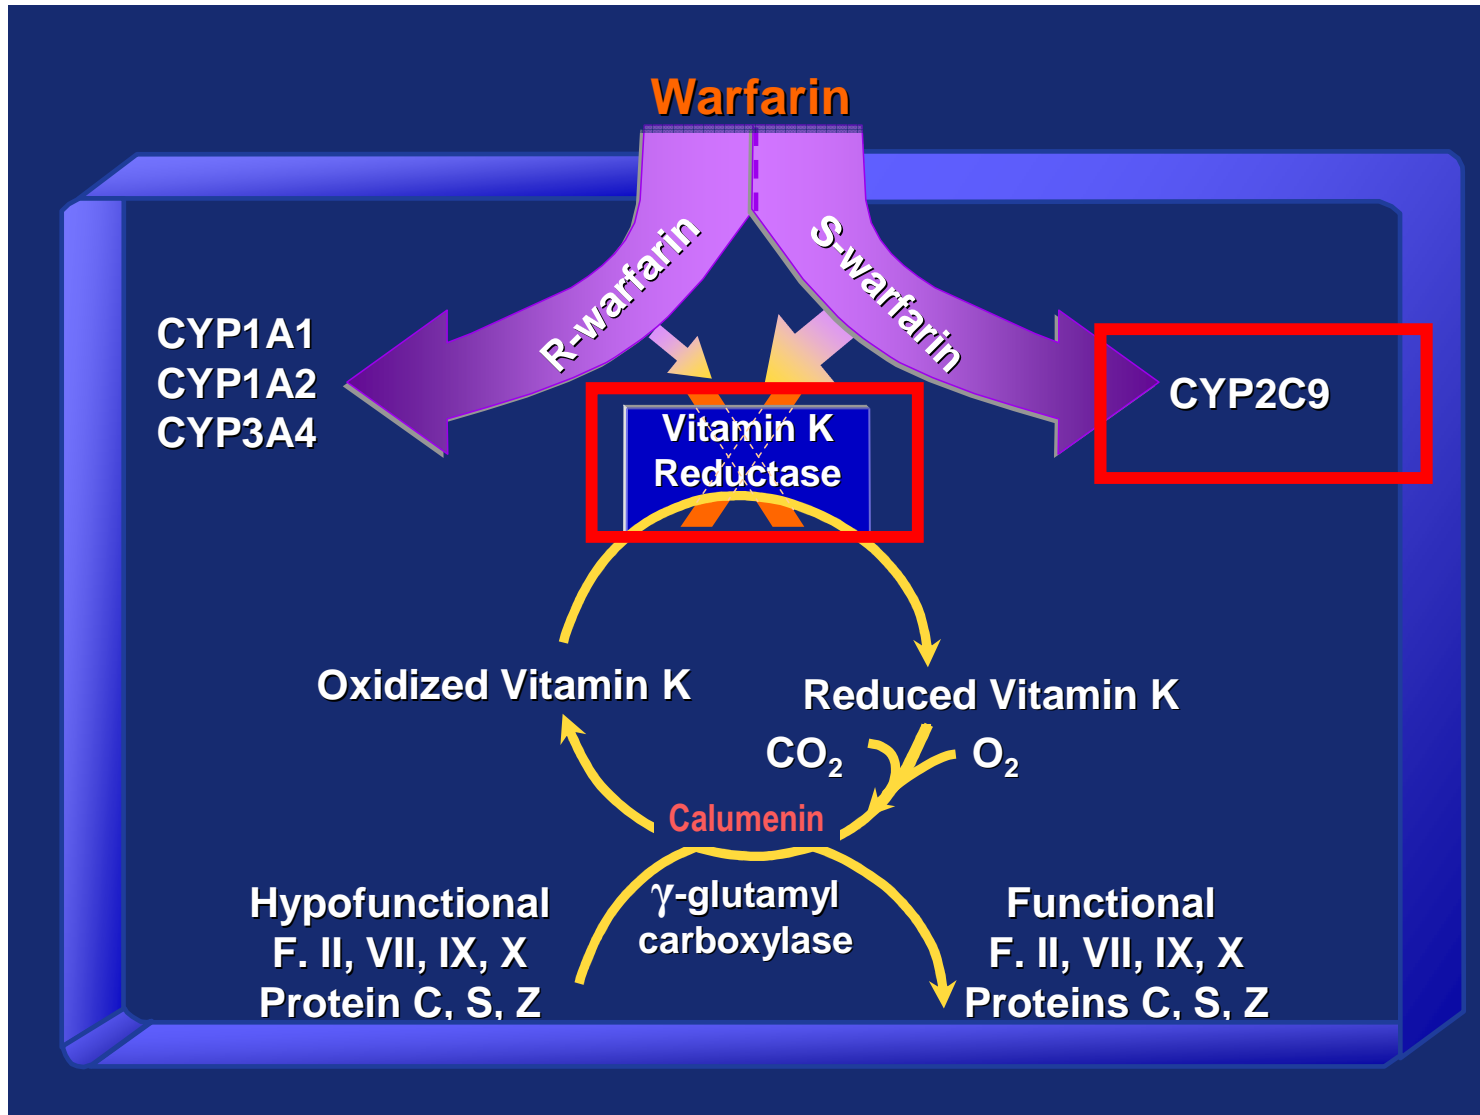 Warfarin
R-warfarin
S-warfarin
CYP1A1
CYP1A2
CYP3A4
CYP2C9
Vitamin K
Reductase
Oxidized Vitamin K
Reduced Vitamin K
CO₂
O₂
Calumenin
γ-glutamyl
carboxylase
Hypofunctional
F. II, VII, IX, X
Protein C, S, Z
Functional
F. II, VII, IX, X
Proteins C, S, Z